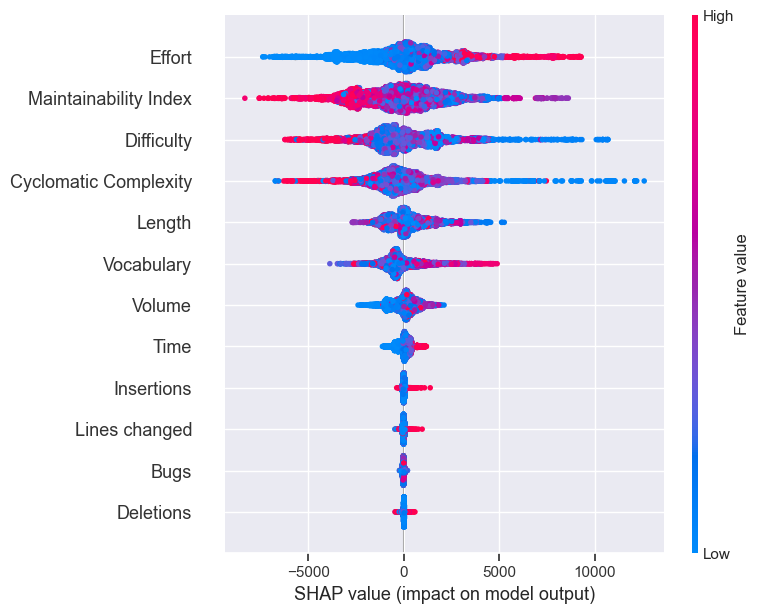 High
Effort
Maintainability Index
Difficulty
Cyclomatic Complexity
Length
Vocabulary
Volume
Time
Insertions
Lines changed
Bugs
Deletions
Feature value
Low
−5000 0 5000 10000
SHAP value (impact on model output)